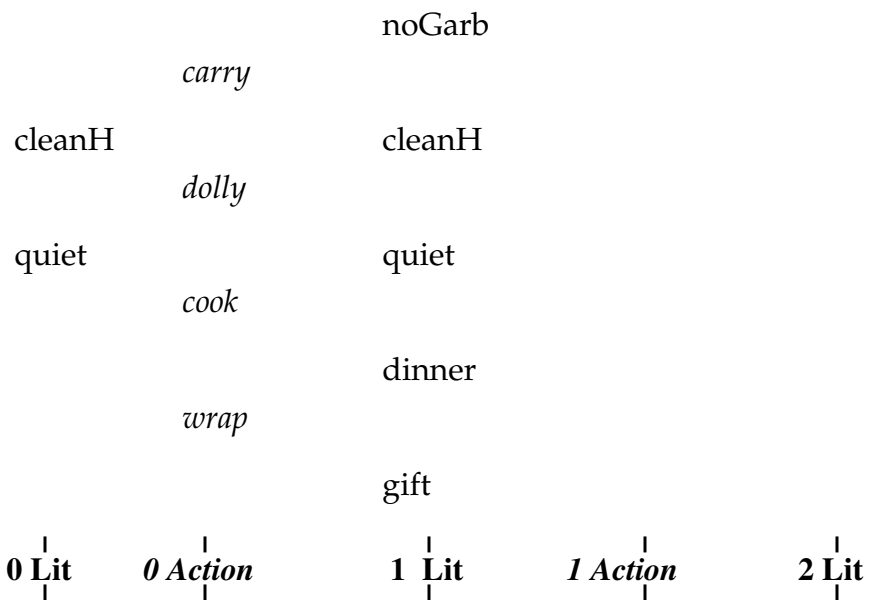 noGarb
carry
cleanH cleanH
dolly
quiet quiet
cook
dinner
wrap
gift
0 Lit 0 Action 1 Lit 1 Action 2 Lit